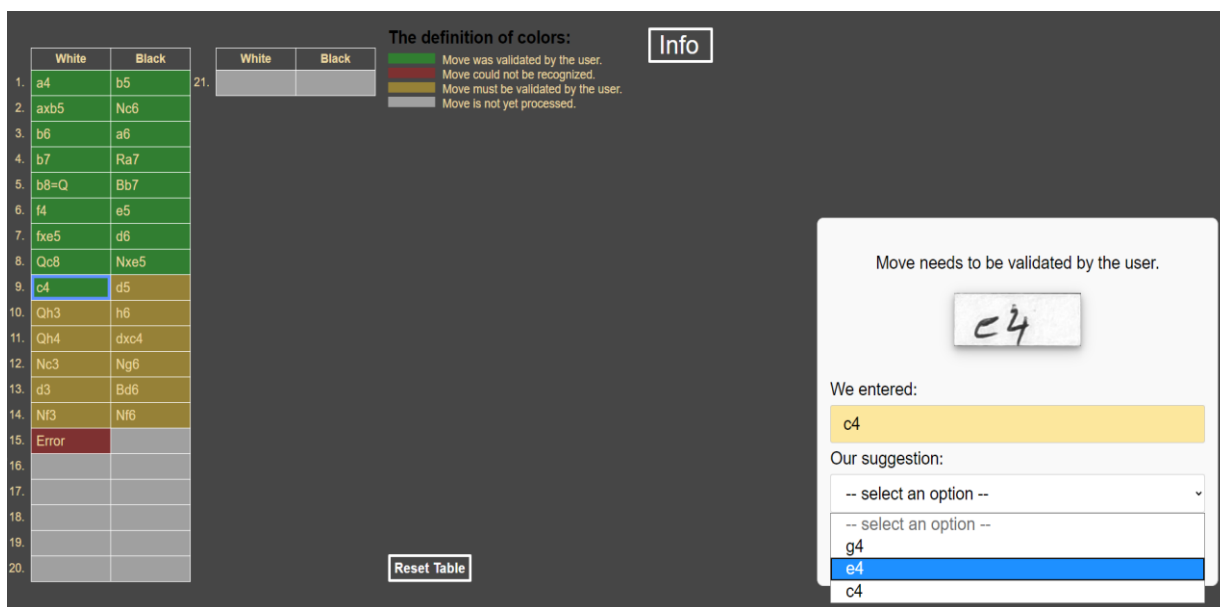 The definition of colors:
Move was validated by the user.
Move could not be recognized.
Move must be validated by the user.
Move is not yet processed.
Info
White Black
1. a4 b5
2. axb5 Nc6
3. b6 a6
4. b7 Ra7
5. b8=Q Bb7
6. f4 e5
7. fxe5 d6
8. Qc8 Nxe5
9. c4 d5
10. Qh3 h6
11. Qh4 dxc4
12. Nc3 Ng6
13. d3 Bd6
14. Nf3 Nf6
15. Error
16.
17.
18.
19.
20.
White Black
21.
Reset Table
Move needs to be validated by the user.
e4
We entered:
c4
Our suggestion:
-- select an option --
-- select an option --
g4
e4
c4